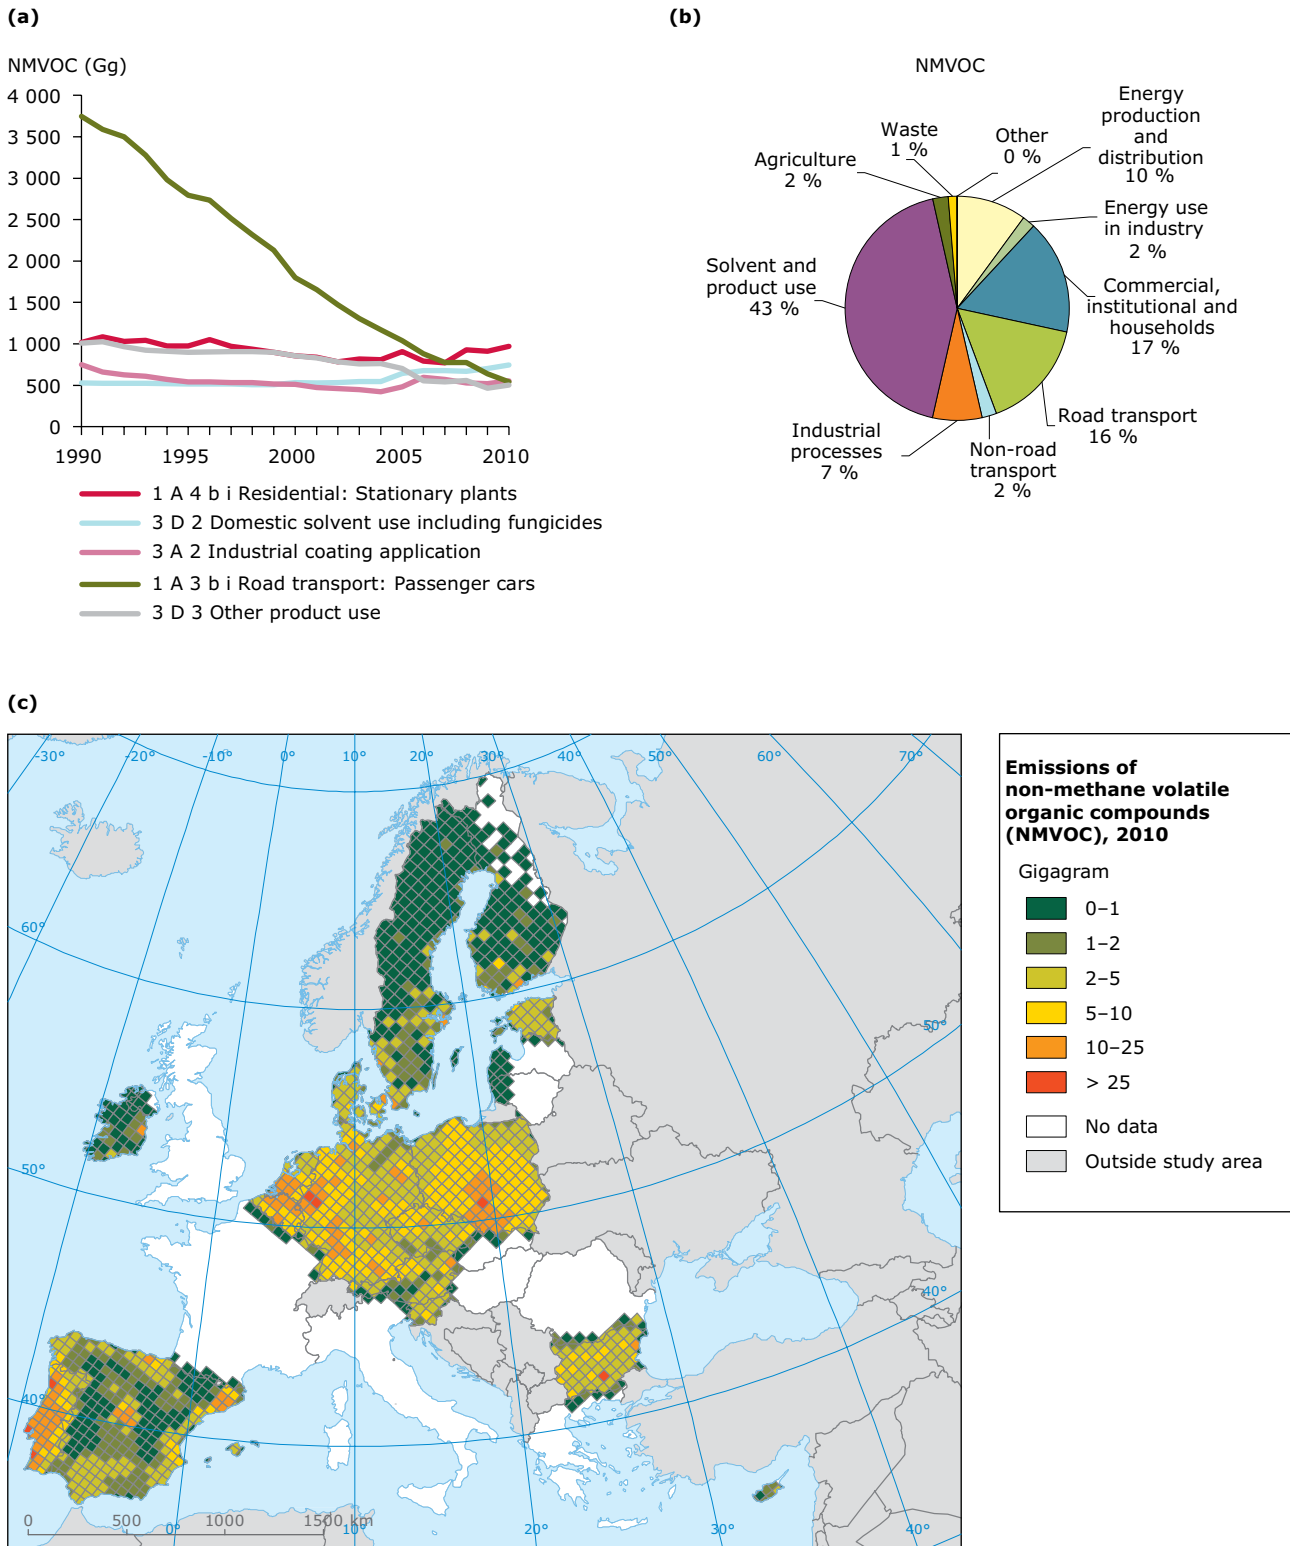 (a)
NMVOC (Gg)
4 000
3 500
3 000
2 500
2 000
1 500
1 000
500
0
1990
1995
2000
2005
2010
1 A 4 b i Residential: Stationary plants
3 D 2 Domestic solvent use including fungicides
3 A 2 Industrial coating application
1 A 3 b i Road transport: Passenger cars
3 D 3 Other product use
(b)
NMVOC
Energy
production
and
distribution
10 %
Energy use
in industry
2 %
Commercial,
institutional and
households
17 %
Road transport
16 %
Non-road
transport
2 %
Industrial
processes
7 %
Solvent and
product use
43 %
Agriculture
2 %
Waste
1 %
Other
0 %
(c)
-30°
-20°
-10°
0°
10°
20°
30°
40°
50°
60°
70°
60°
50°
50°
40°
40°
0
500
1000
1500 km
0°
10°
20°
30°
40°
Emissions of
non-methane volatile
organic compounds
(NMVOC), 2010
Gigagram
0–1
1–2
2–5
5–10
10–25
> 25
No data
Outside study area